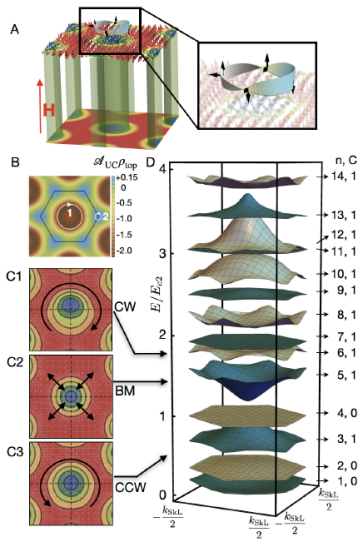 A
H
B
𝒜UCρtop
+0.15
0
−0.5
−1.0
−1.5
−2.0
1
2
C1
CW
C2
BM
C3
CCW
D
n, C
4
3
2
1
0
E/Ec2
14, 1
13, 1
12, 1
11, 1
10, 1
9, 1
8, 1
7, 1
6, 1
5, 1
4, 0
3, 1
2, 0
1, 0
−kSkL/2
kSkL/2
−kSkL/2
kSkL/2